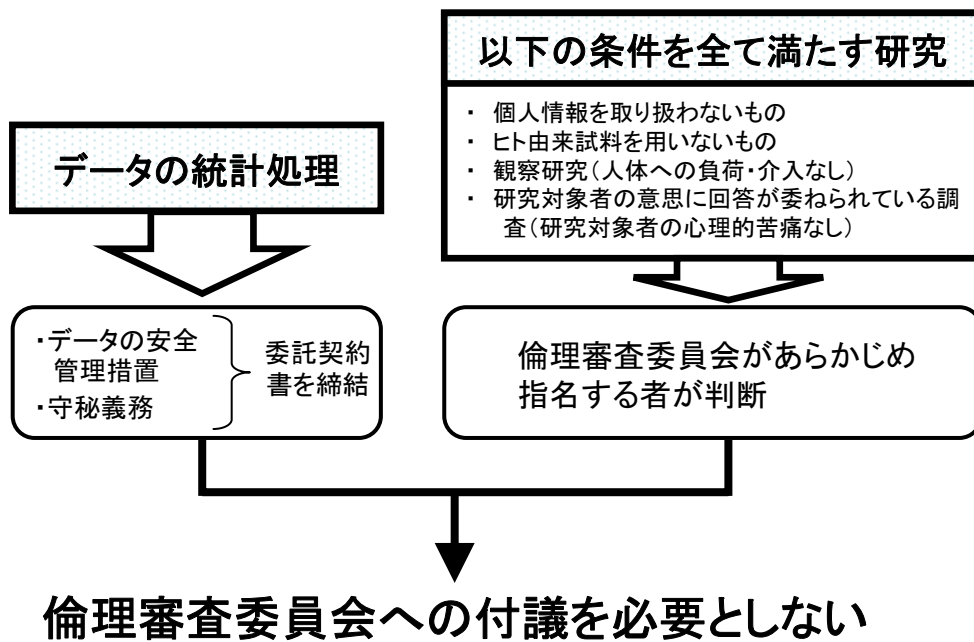 データの統計処理
・データの安全
管理措置
・守秘義務
委託契約
書を締結
以下の条件を全て満たす研究
・ 個人情報を取り扱わないもの
・ ヒト由来試料を用いないもの
・ 観察研究（人体への負荷・介入なし）
・ 研究対象者の意思に回答が委ねられている調
査（研究対象者の心理的苦痛なし）
倫理審査委員会があらかじめ
指名する者が判断
倫理審査委員会への付議を必要としない